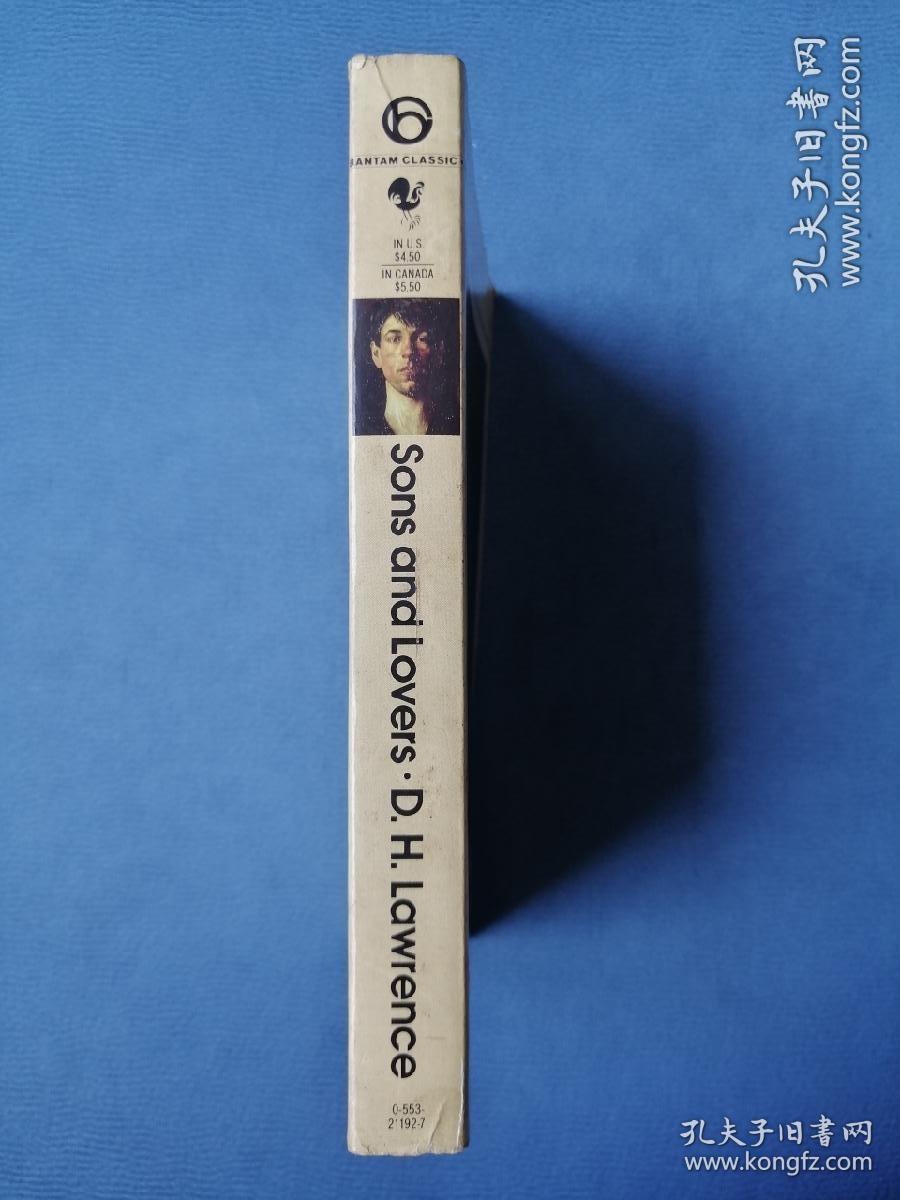 BANTAM CLASSIC
IN U.S.
$4.50
IN CANADA
$5.50
Sons and Lovers · D. H. Lawrence
0-553-
21192-7
孔夫子旧书网
www.kongfz.com
孔夫子旧书网
www.kongfz.com